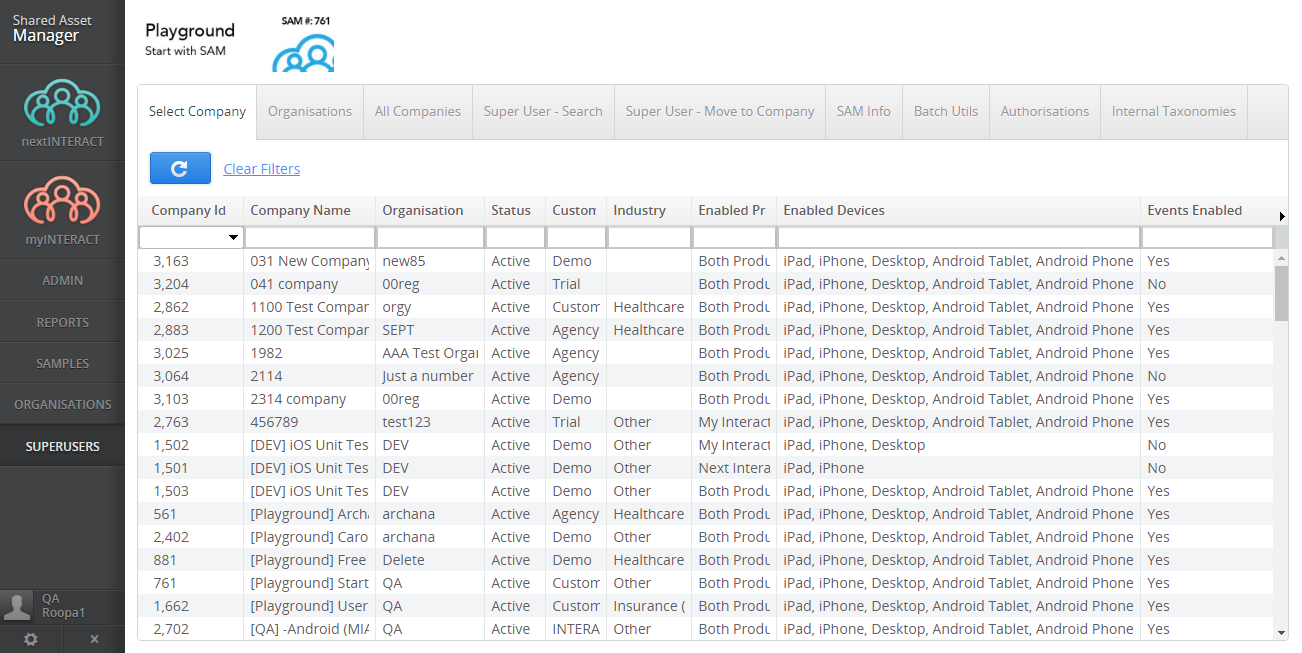 Shared Asset
Manager
nextINTERACT
myINTERACT
ADMIN
REPORTS
SAMPLES
ORGANISATIONS
SUPERUSERS
QA
Roopa1
Playground
Start with SAM
SAM #: 761
Select Company Organisations All Companies Super User - Search Super User - Move to Company SAM Info Batch Utils Authorisations Internal Taxonomies
Clear Filters
Company Id Company Name Organisation Status Custom Industry Enabled Pr Enabled Devices Events Enabled
3,163 031 New Company new85 Active Demo Both Produ iPad, iPhone, Desktop, Android Tablet, Android Phone Yes
3,204 041 company 00reg Active Trial Both Produ iPad, iPhone, Desktop, Android Tablet, Android Phone No
2,862 1100 Test Compar orgy Active Custom Healthcare Both Produ iPad, iPhone, Desktop, Android Tablet, Android Phone Yes
2,883 1200 Test Compar SEPT Active Agency Healthcare Both Produ iPad, iPhone, Desktop, Android Tablet, Android Phone Yes
3,025 1982 AAA Test Orgar Active Agency Both Produ iPad, iPhone, Desktop, Android Tablet, Android Phone Yes
3,064 2114 Just a number Active Agency Both Produ iPad, iPhone, Desktop, Android Tablet, Android Phone No
3,103 2314 company 00reg Active Demo Both Produ iPad, iPhone, Desktop, Android Tablet, Android Phone Yes
2,763 456789 test123 Active Trial Other My Interact iPad, iPhone, Desktop, Android Tablet, Android Phone Yes
1,502 [DEV] iOS Unit Tes DEV Active Demo Other My Interact iPad, iPhone, Desktop No
1,501 [DEV] iOS Unit Tes DEV Active Demo Other Next Intera iPad, iPhone No
1,503 [DEV] iOS Unit Tes DEV Active Demo Other Both Produ iPad, iPhone, Desktop, Android Tablet, Android Phone Yes
561 [Playground] Archa archana Active Agency Healthcare Both Produ iPad, iPhone, Desktop, Android Tablet, Android Phone Yes
2,402 [Playground] Caro archana Active Demo Other Both Produ iPad, iPhone, Desktop, Android Tablet, Android Phone Yes
881 [Playground] Free Delete Active Demo Healthcare Both Produ iPad, iPhone, Desktop, Android Tablet, Android Phone Yes
761 [Playground] Start QA Active Custom Other Both Produ iPad, iPhone, Desktop, Android Tablet, Android Phone Yes
1,662 [Playground] User QA Active Custom Insurance ( Both Produ iPad, iPhone, Desktop, Android Tablet, Android Phone Yes
2,702 [QA] -Android (MIA QA Active INTERA Other Both Produ iPad, iPhone, Desktop, Android Tablet, Android Phone Yes